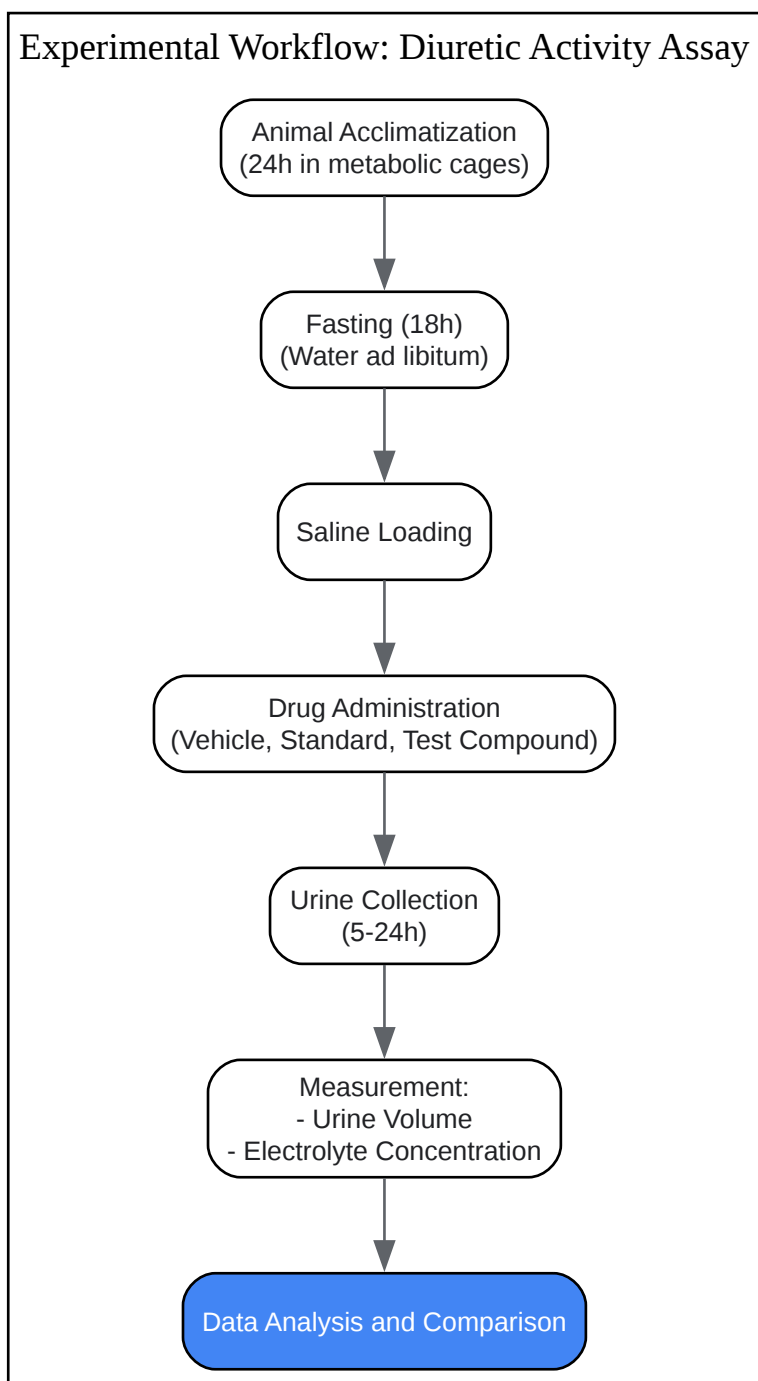 Experimental Workflow: Diuretic Activity Assay
Animal Acclimatization
(24h in metabolic cages)
Fasting (18h)
(Water ad libitum)
Saline Loading
Drug Administration
(Vehicle, Standard, Test Compound)
Urine Collection
(5-24h)
Measurement:
- Urine Volume
- Electrolyte Concentration
Data Analysis and Comparison